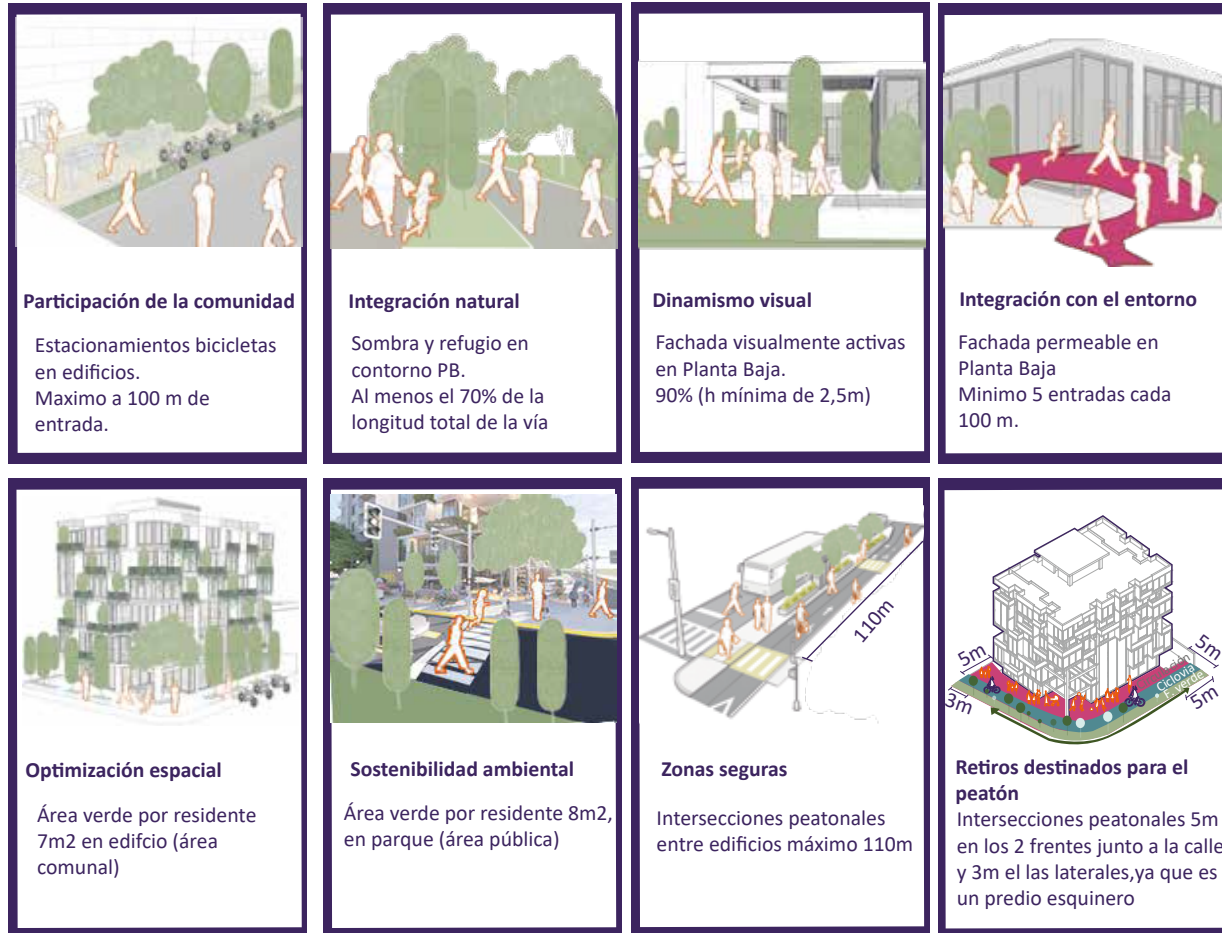 Participación de la comunidad
Estacionamientos bicicletas
en edificios.
Maximo a 100 m de
entrada.
Integración natural
Sombra y refugio en
contorno PB.
Al menos el 70% de la
longitud total de la vía
Dinamismo visual
Fachada visualmente activas
en Planta Baja.
90% (h mínima de 2,5m)
Integración con el entorno
Fachada permeable en
Planta Baja
Minimo 5 entradas cada
100 m.
Optimización espacial
Área verde por residente
7m2 en edifcio (área
comunal)
Sostenibilidad ambiental
Área verde por residente 8m2,
en parque (área pública)
110m
Zonas seguras
Intersecciones peatonales
entre edificios máximo 110m
5m
3m
5m
5m
Ciclovía
F. verde
Retiros destinados para el
peatón
Intersecciones peatonales 5m
en los 2 frentes junto a la calle
y 3m el las laterales,ya que es
un predio esquinero